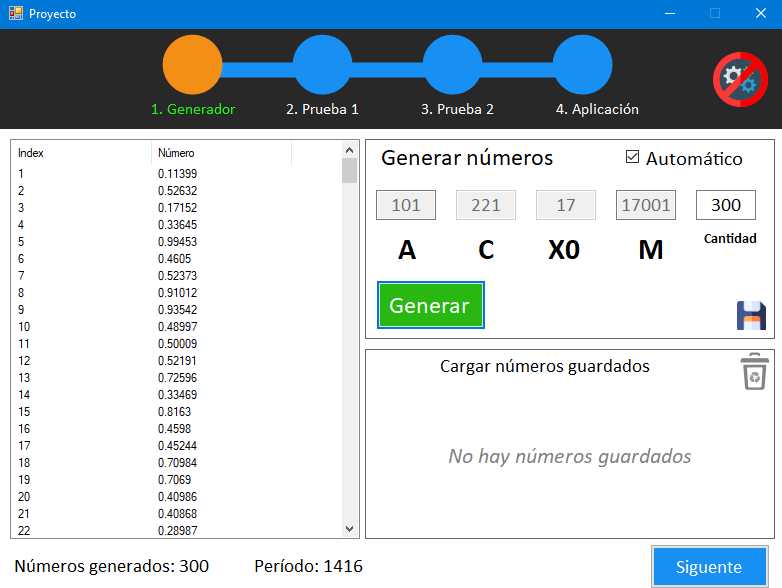 Proyecto
1. Generador
2. Prueba 1
3. Prueba 2
4. Aplicación
Index Número
1 0.11399
2 0.52632
3 0.17152
4 0.33645
5 0.99453
6 0.4605
7 0.52373
8 0.91012
9 0.93542
10 0.48997
11 0.50009
12 0.52191
13 0.72596
14 0.33469
15 0.8163
16 0.4598
17 0.45244
18 0.70984
19 0.7069
20 0.40986
21 0.40868
22 0.28987
Generar números
Automático
101 221 17 17001 300
A C X0 M Cantidad
Generar
Cargar números guardados
No hay números guardados
Números generados: 300
Período: 1416
Siguente